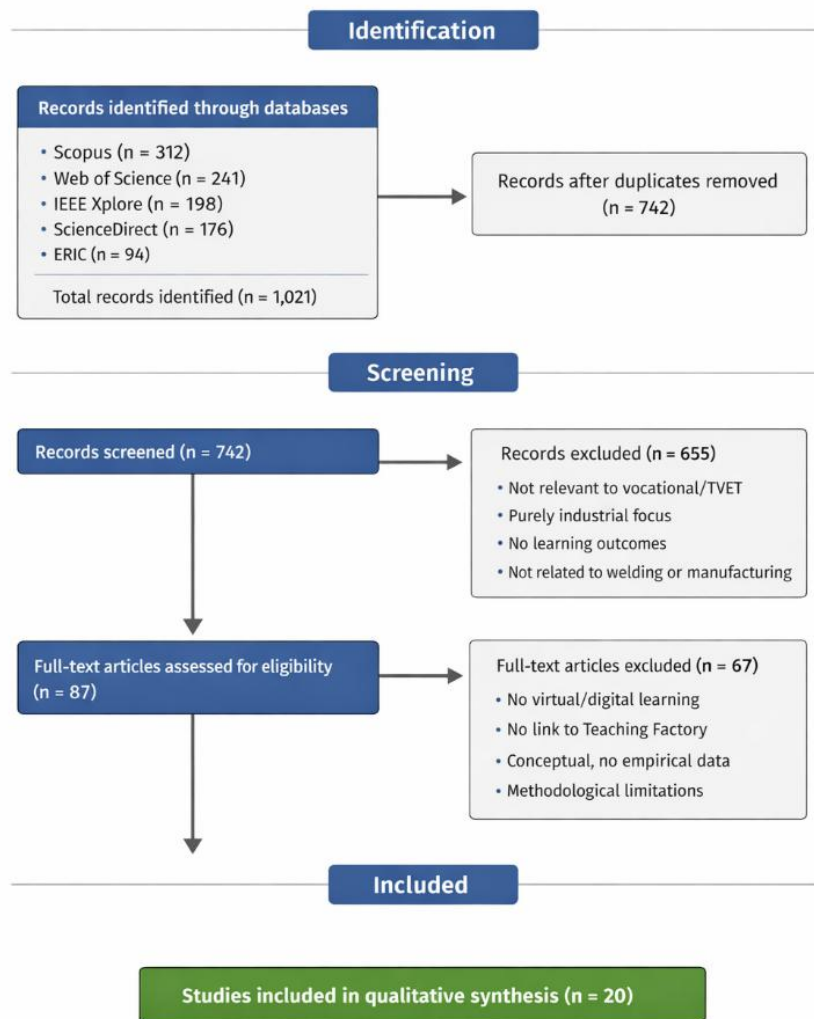 Identification
Records identified through databases
• Scopus (n = 312)
• Web of Science (n = 241)
• IEEE Xplore (n = 198)
• ScienceDirect (n = 176)
• ERIC (n = 94)
Total records identified (n = 1,021)
Records after duplicates removed
(n = 742)
Screening
Records screened (n = 742)
Records excluded (n = 655)
• Not relevant to vocational/TVET
• Purely industrial focus
• No learning outcomes
• Not related to welding or manufacturing
Full-text articles assessed for eligibility
(n = 87)
Full-text articles excluded (n = 67)
• No virtual/digital learning
• No link to Teaching Factory
• Conceptual, no empirical data
• Methodological limitations
Included
Studies included in qualitative synthesis (n = 20)